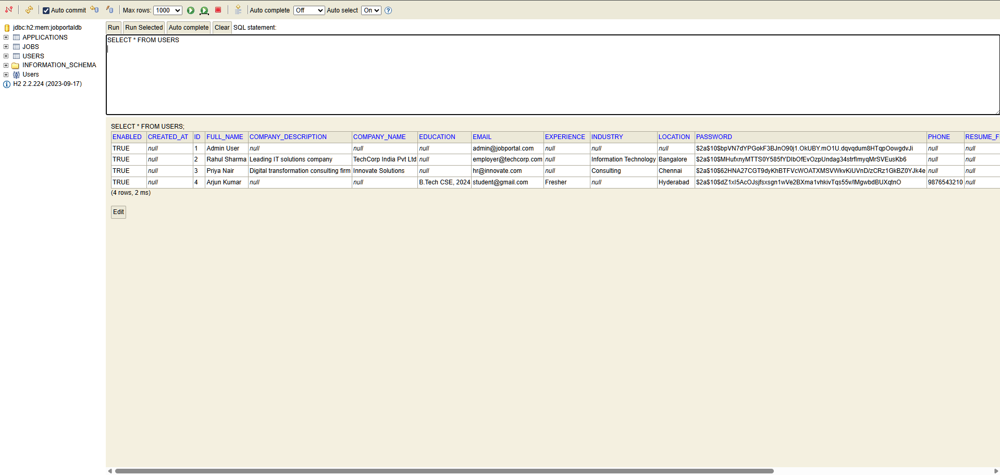 Auto commit Max rows: 1000 Auto complete Off Auto select On
jdbc:h2:mem:jobportaldb
APPLICATIONS
JOBS
USERS
INFORMATION_SCHEMA
Users
H2 2.2.224 (2023-09-17)
Run Run Selected Auto complete Clear SQL statement:
SELECT * FROM USERS
SELECT * FROM USERS;
ENABLED CREATED_AT ID FULL_NAME COMPANY_DESCRIPTION COMPANY_NAME EDUCATION EMAIL EXPERIENCE INDUSTRY LOCATION PASSWORD PHONE RESUME_F
TRUE null 1 Admin User null null null admin@jobportal.com null null null $2a$10$bpVN7dYPGokF3BJnO90j1.OkUBY.mO1U.dqvqdum8HTqpOowgdvJi null null
TRUE null 2 Rahul Sharma Leading IT solutions company TechCorp India Pvt Ltd null employer@techcorp.com null Information Technology Bangalore null null
TRUE null 3 Priya Nair Digital transformation consulting firm Innovate Solutions null hr@innovate.com null Consulting Chennai $2a$10$62HNA27CGT9dyKhBTFVcWOATXMSVWkvKiUVnD/zCRz1GkBZ0YJk4e null null
TRUE null 4 Arjun Kumar null null B.Tech CSE, 2024 student@gmail.com Fresher null Hyderabad 9876543210 null
(4 rows, 2 ms)
Edit